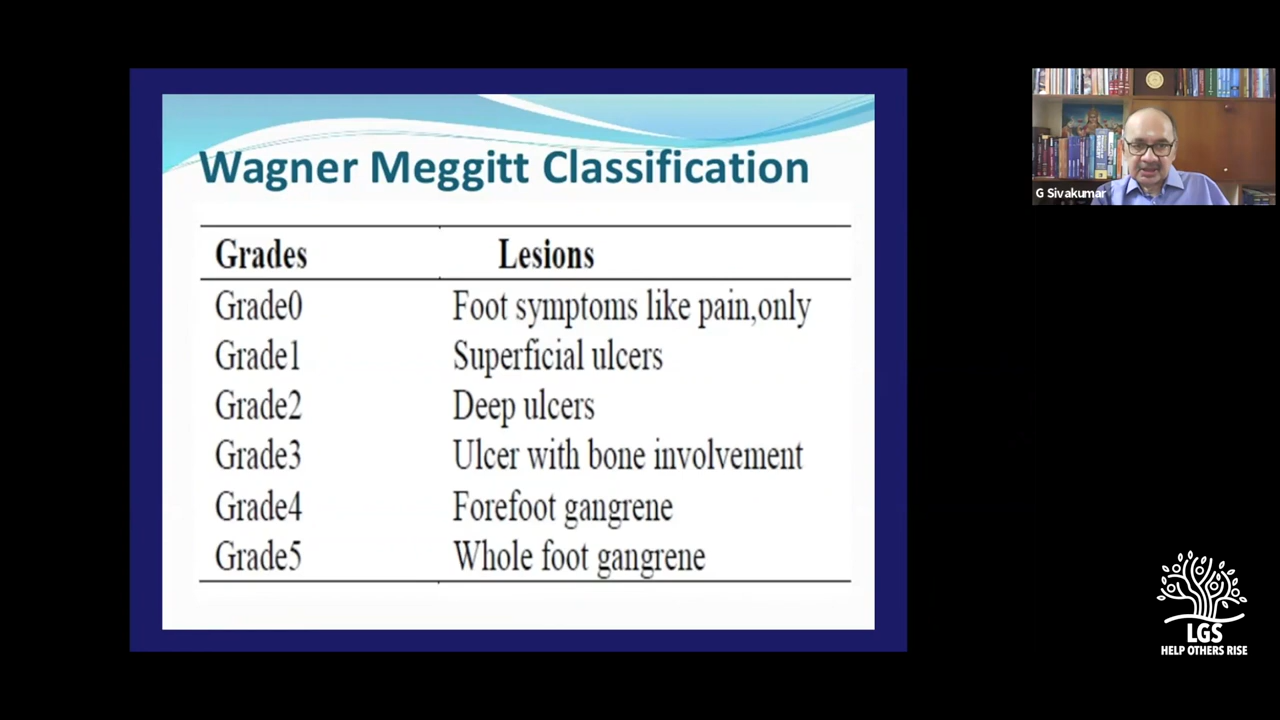 Wagner Meggitt Classification
Grades Lesions
Grade0 Foot symptoms like pain,only
Grade1 Superficial ulcers
Grade2 Deep ulcers
Grade3 Ulcer with bone involvement
Grade4 Forefoot gangrene
Grade5 Whole foot gangrene
G Sivakumar
LGS
HELP OTHERS RISE